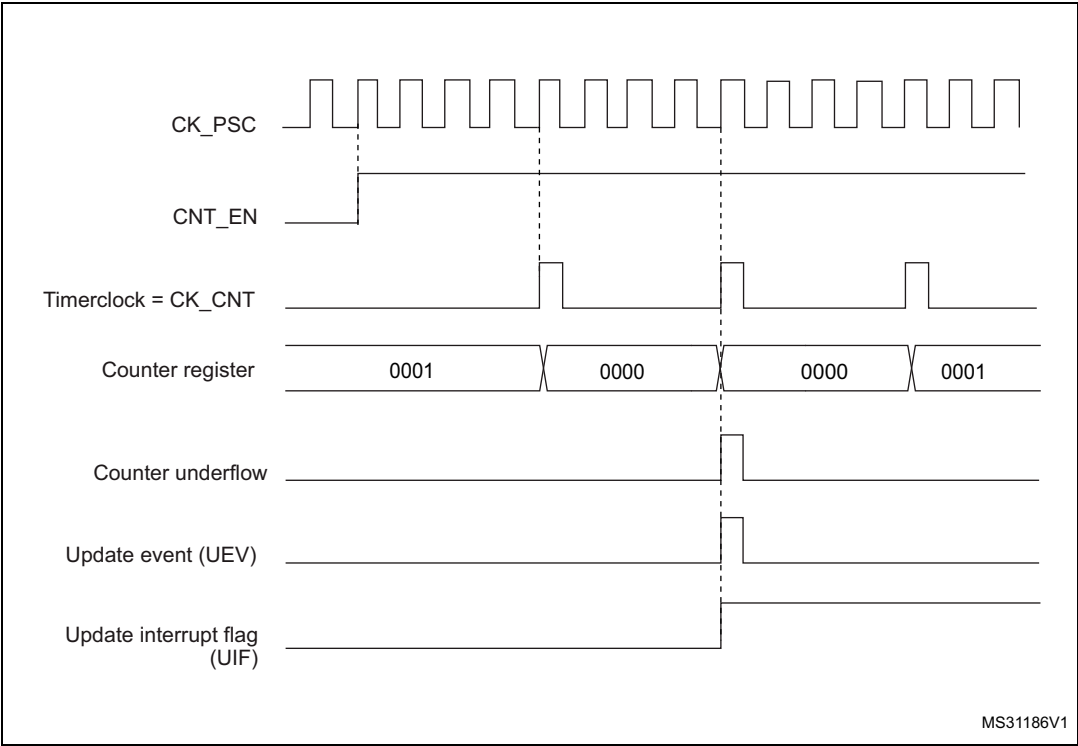 CK_PSC
CNT_EN
Timerclock = CK_CNT
Counter register
0001
0000
0000
0001
Counter underflow
Update event (UEV)
Update interrupt flag
(UIF)
MS31186V1